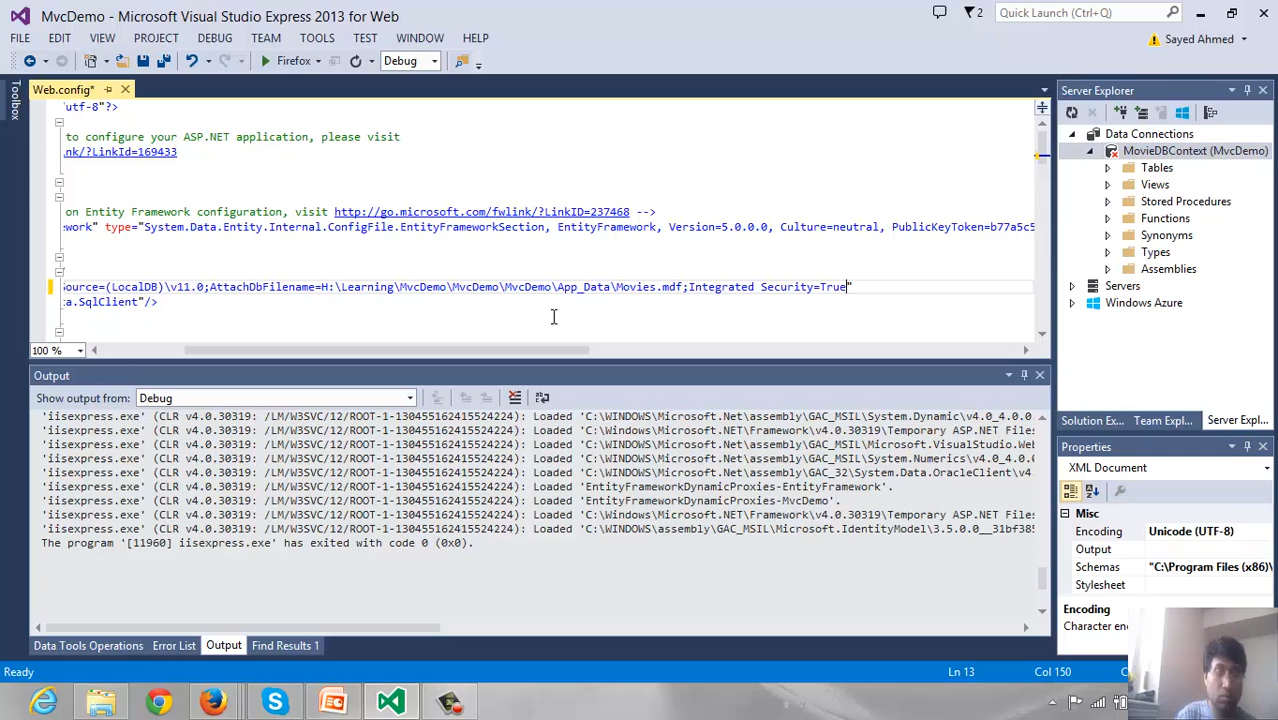 MvcDemo - Microsoft Visual Studio Express 2013 for Web
2
Quick Launch (Ctrl+Q)
FILE EDIT VIEW PROJECT DEBUG TEAM TOOLS TEST WINDOW HELP
Sayed Ahmed
Firefox
Debug
Toolbox
Web.config*
utf-8"?>
to configure your ASP.NET application, please visit
nk/?LinkId=169433
on Entity Framework configuration, visit http://go.microsoft.com/fwlink/?LinkID=237468 -->
ework" type="System.Data.Entity.Internal.ConfigFile.EntityFrameworkSection, EntityFramework, Version=5.0.0.0, Culture=neutral, PublicKeyToken=b77a5c5
Source=(LocalDB)\v11.0;AttachDbFilename=H:\Learning\MvcDemo\MvcDemo\MvcDemo\App_Data\Movies.mdf;Integrated Security=True"
ta.SqlClient"/>
100 %
Server Explorer
Data Connections
MovieDBContext (MvcDemo)
Tables
Views
Stored Procedures
Functions
Synonyms
Types
Assemblies
Servers
Windows Azure
Solution Ex...
Team Expl...
Server Expl...
Output
Show output from: Debug
'iisexpress.exe' (CLR v4.0.30319: /LM/W3SVC/12/ROOT-1-130455162415524224): Loaded 'C:\WINDOWS\Microsoft.Net\assembly\GAC_MSIL\System.Dynamic\v4.0_4.0.0
'iisexpress.exe' (CLR v4.0.30319: /LM/W3SVC/12/ROOT-1-130455162415524224): Loaded 'C:\Windows\Microsoft.NET\Framework\v4.0.30319\Temporary ASP.NET Files
'iisexpress.exe' (CLR v4.0.30319: /LM/W3SVC/12/ROOT-1-130455162415524224): Loaded 'C:\WINDOWS\assembly\GAC_MSIL\Microsoft.VisualStudio.Web
'iisexpress.exe' (CLR v4.0.30319: /LM/W3SVC/12/ROOT-1-130455162415524224): Loaded 'C:\WINDOWS\Microsoft.Net\assembly\GAC_MSIL\System.Numerics\v4.0_4.0.
'iisexpress.exe' (CLR v4.0.30319: /LM/W3SVC/12/ROOT-1-130455162415524224): Loaded 'C:\WINDOWS\Microsoft.Net\assembly\GAC_32\System.Data.OracleClient\v4
'iisexpress.exe' (CLR v4.0.30319: /LM/W3SVC/12/ROOT-1-130455162415524224): Loaded 'EntityFrameworkDynamicProxies-EntityFramework'.
'iisexpress.exe' (CLR v4.0.30319: /LM/W3SVC/12/ROOT-1-130455162415524224): Loaded 'EntityFrameworkDynamicProxies-MvcDemo'.
'iisexpress.exe' (CLR v4.0.30319: /LM/W3SVC/12/ROOT-1-130455162415524224): Loaded 'C:\Windows\Microsoft.NET\Framework\v4.0.30319\Temporary ASP.NET Files
'iisexpress.exe' (CLR v4.0.30319: /LM/W3SVC/12/ROOT-1-130455162415524224): Loaded 'C:\WINDOWS\assembly\GAC_MSIL\Microsoft.IdentityModel\3.5.0.0__31bf385
The program '[11960] iisexpress.exe' has exited with code 0 (0x0).
Data Tools Operations Error List Output Find Results 1
Properties
XML Document
Misc
Encoding Unicode (UTF-8)
Output
Schemas "C:\Program Files (x86)\
Stylesheet
Encoding
Character en
Ready
Ln 13
Col 150